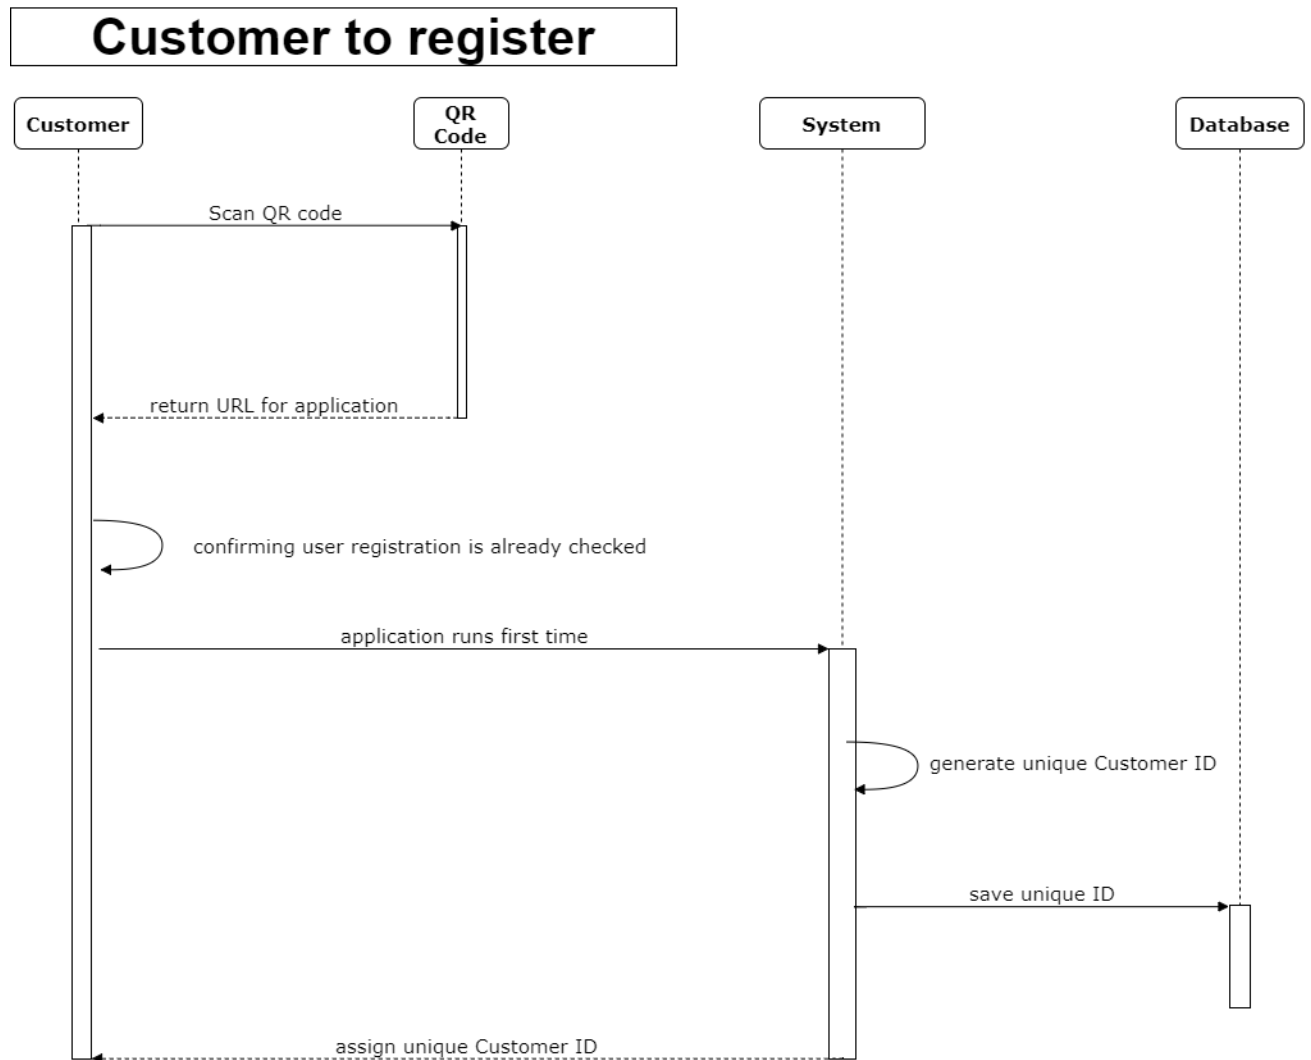 Customer to register
Customer
QR
Code
System
Database
Scan QR code
return URL for application
confirming user registration is already checked
application runs first time
generate unique Customer ID
save unique ID
assign unique Customer ID